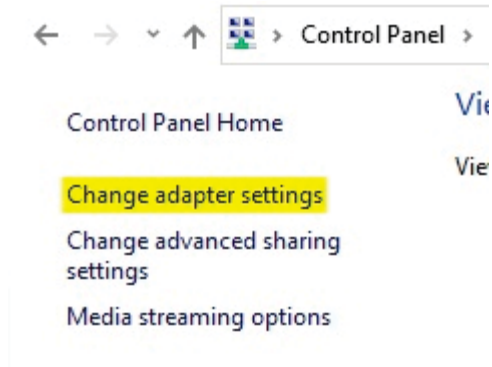 Control Panel
Control Panel Home
Change adapter settings
Change advanced sharing
settings
Media streaming options